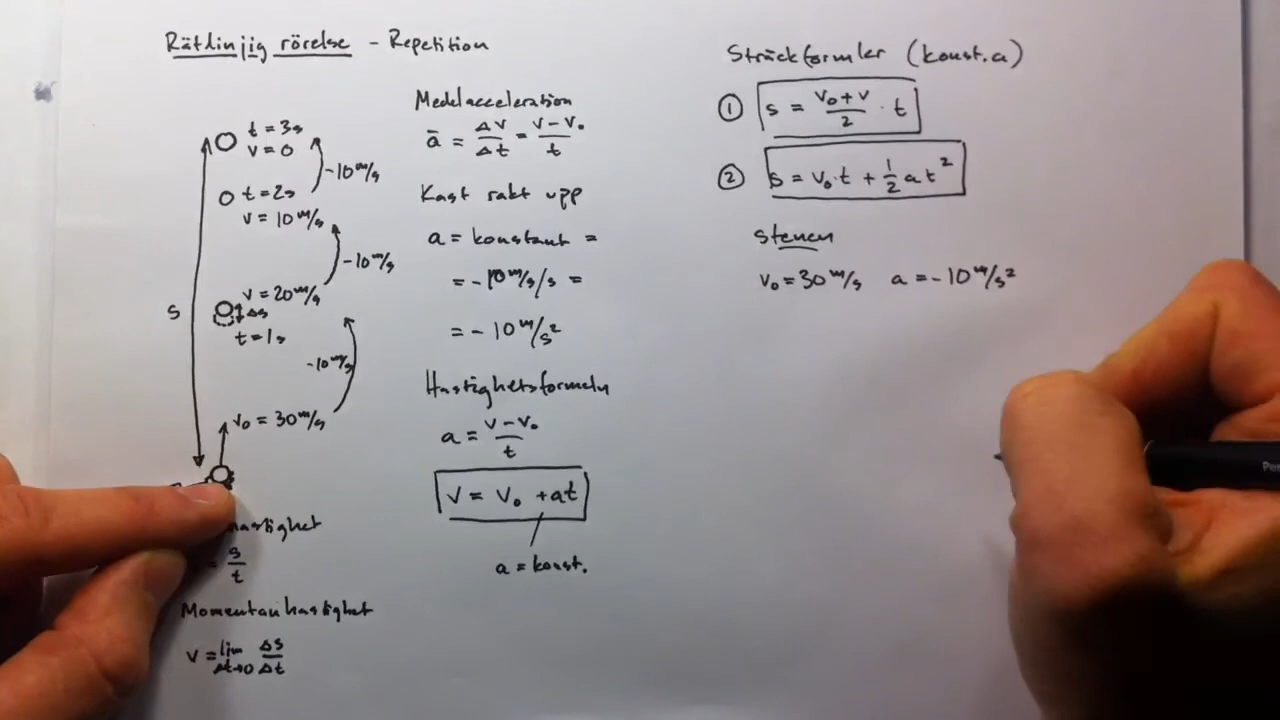 Rätlinjig rörelse - Repetition
t = 3s
v = 0
-10 m/s
t = 2s
v = 10 m/s
-10 m/s
v = 20 m/s
Δs
t = 1s
s
-10 m/s
v₀ = 30 m/s
hastighet
= s/t
Momentanhastighet
v = lim Δt→0 Δs/Δt
Medelacceleration
ā = Δv/Δt = v-v₀/t
Kast rakt upp
a = konstant =
= -10 m/s/s =
= -10 m/s²
Hastighetsformeln
a = v-v₀/t
v = v₀ + at
a = konst.
Sträckformler (konst. a)
① s = v₀+v/2 · t
② s = v₀·t + 1/2 at²
Stenen
v₀ = 30 m/s a = -10 m/s²